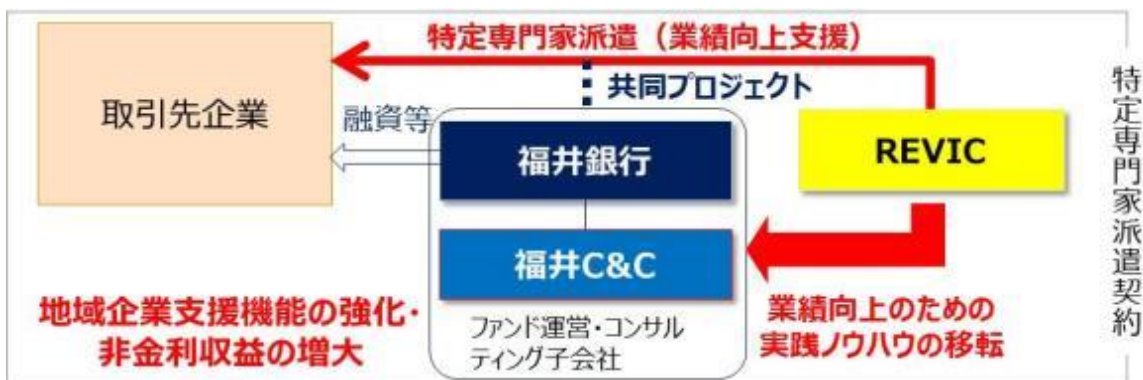 特定専門家派遣（業績向上支援）
共同プロジェクト
取引先企業
融資等
福井銀行
REVIC
福井C&C
地域企業支援機能の強化・
非金利収益の増大
ファンド運営・コンサル
ティング子会社
業績向上のための
実践ノウハウの移転
特定専門家派遣契約